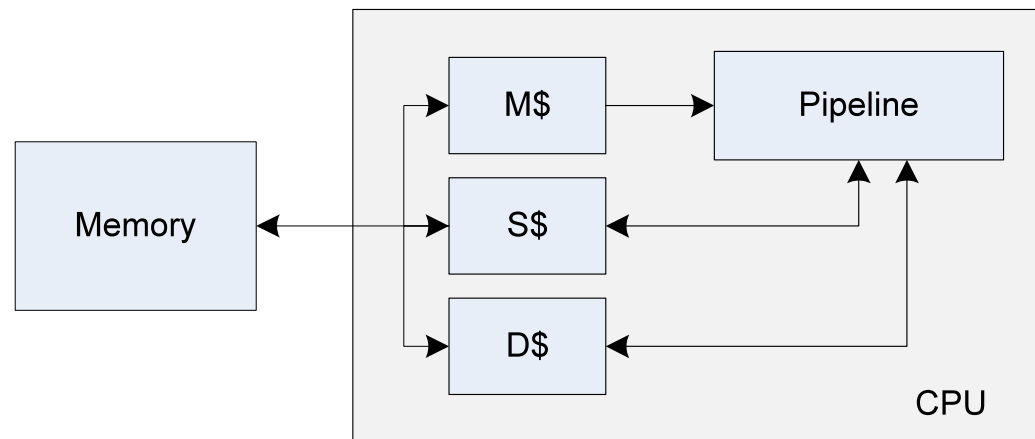 M$
Pipeline
Memory
S$
D$
CPU